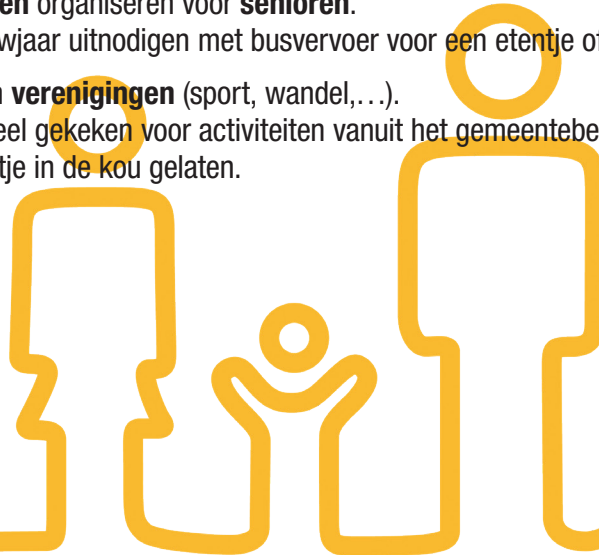 en organiseren voor senioren.
wjaar uitnodigen met busvervoer voor een etentje of
verenigingen (sport, wandel,…).
eel gekeken voor activiteiten vanuit het gemeentebe
tje in de kou gelaten.